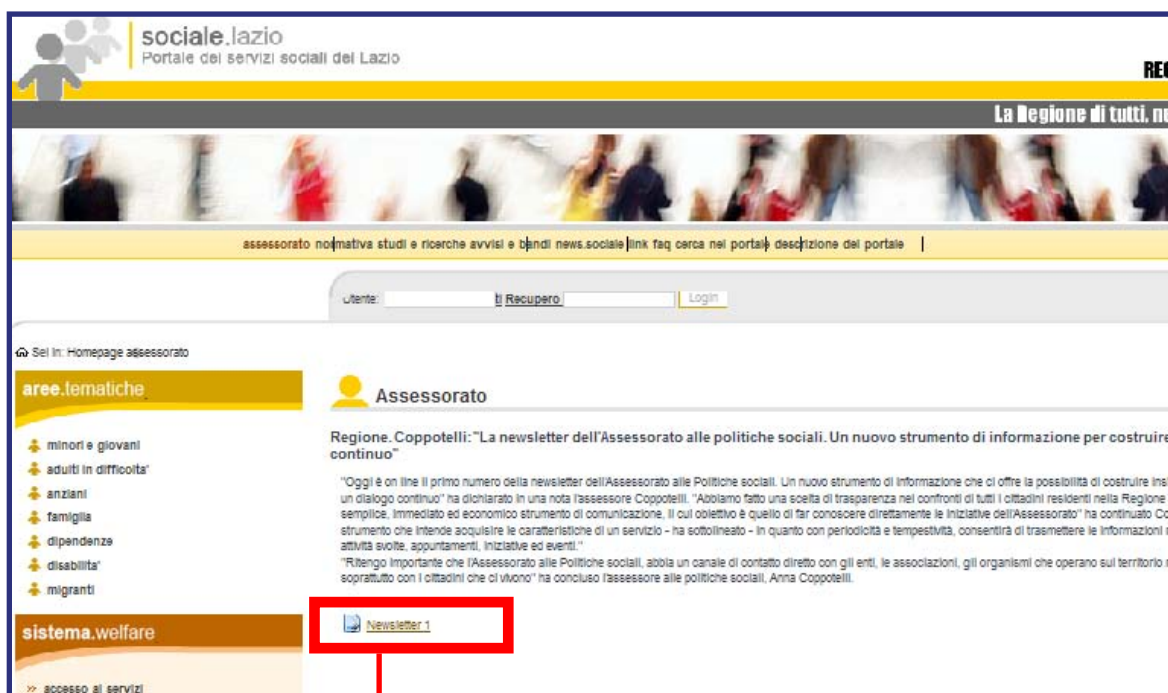 sociale.lazio
Portale dei servizi sociali del Lazio
La Regione di tutti.
assessorato normativa studi e ricerche avvisi e bandi news.sociale link faq cerca nel portale descrizione del portale
Utente: Recupero Login
Sei in: Homepage assessorato
aree.tematiche
minori e giovani
adulti in difficolta'
anziani
famiglia
dipendenze
disabilita'
migranti
sistema.welfare
accesso ai servizi
Assessorato
Regione. Coppotelli: "La newsletter dell'Assessorato alle politiche sociali. Un nuovo strumento di informazione per costruire
continuo"
"Oggi è on line il primo numero della newsletter dell'Assessorato alle Politiche sociali. Un nuovo strumento di informazione che ci offre la possibilità di costruire
un dialogo continuo" ha dichiarato in una nota l'assessore Coppotelli. "Abbiamo fatto una scelta di trasparenza nei confronti di tutti i cittadini residenti nella Regione
semplice, immediato ed economico strumento di comunicazione, il cui obiettivo è quello di far conoscere direttamente le iniziative dell'Assessorato" ha continuato
strumento che intende acquisire le caratteristiche di un servizio - ha sottolineato - in quanto con periodicità e tempestività, consentirà di trasmettere le informazioni
attività svolte, appuntamenti, iniziative ed eventi."
"Ritengo importante che l'Assessorato alle Politiche sociali, abbia un canale di contatto diretto con gli enti, le associazioni, gli organismi che operano sul territorio
soprattutto con i cittadini che ci vivono" ha concluso l'assessore alle politiche sociali, Anna Coppotelli.
Newsletter 1